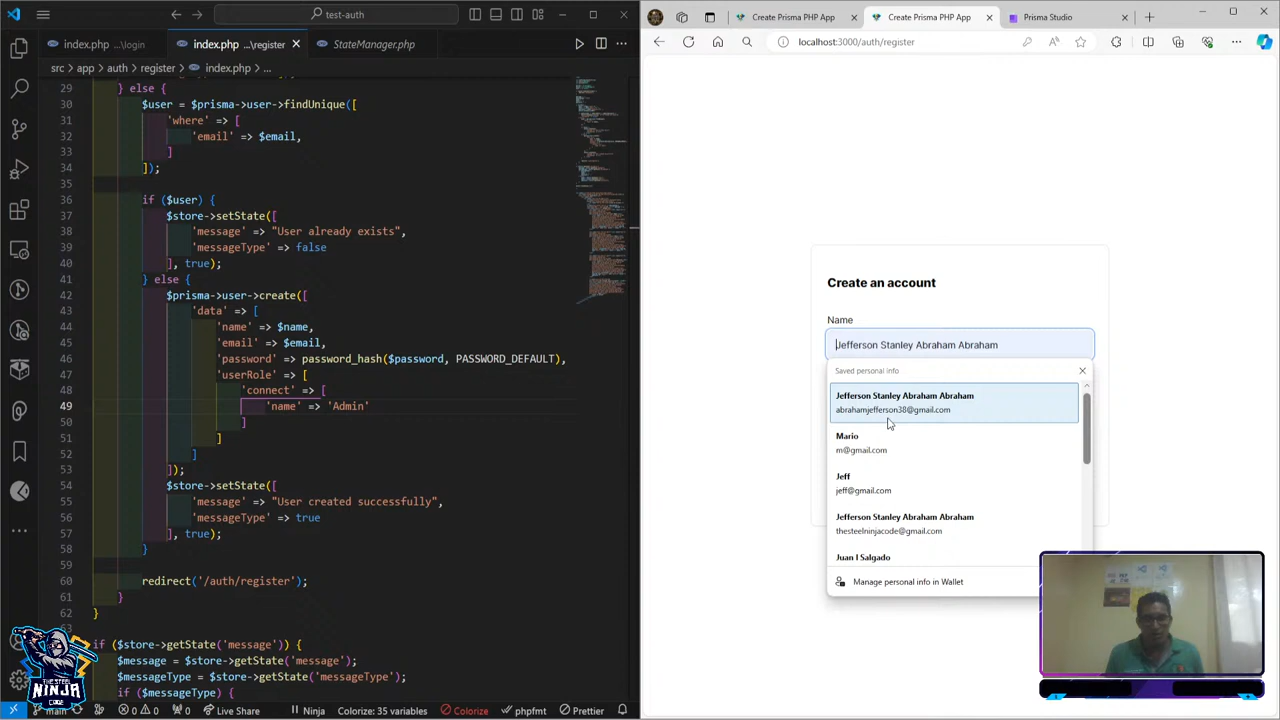 test-auth
index.php ...\login
index.php ...\register
StateManager.php
src > app > auth > register > index.php > ...
29 } else {
30 $user = $prisma->user->findUnique([
31 'where' => [
32 'email' => $email,
33 ]
34 ]);
35
36 if ($user) {
37 $store->setState([
38 'message' => "User already exists",
39 'messageType' => false
40 ], true);
41 } else {
42 $prisma->user->create([
43 'data' => [
44 'name' => $name,
45 'email' => $email,
46 'password' => password_hash($password, PASSWORD_DEFAULT),
47 'userRole' => [
48 'connect' => [
49 'name' => 'Admin'
50 ]
51 ]
52 ]
53 ]);
54 $store->setState([
55 'message' => "User created successfully",
56 'messageType' => true
57 ], true);
58 }
59
60 redirect('/auth/register');
61 }
62 }
if ($store->getState('message')) {
$message = $store->getState('message');
$messageType = $store->getState('messageType');
if ($messageType) {
THE STEEL
NINJA
CODE
main
0 0
0
Live Share
Ninja
Colorize: 35 variables
Colorize
phpfmt
Prettier
Create Prisma PHP App
Create Prisma PHP App
Prisma Studio
localhost:3000/auth/register
Create an account
Name
Jefferson Stanley Abraham Abraham
Saved personal info
Jefferson Stanley Abraham Abraham
abrahamjefferson38@gmail.com
Mario
m@gmail.com
Jeff
jeff@gmail.com
Jefferson Stanley Abraham Abraham
thesteelninjacode@gmail.com
Juan I Salgado
Manage personal info in Wallet